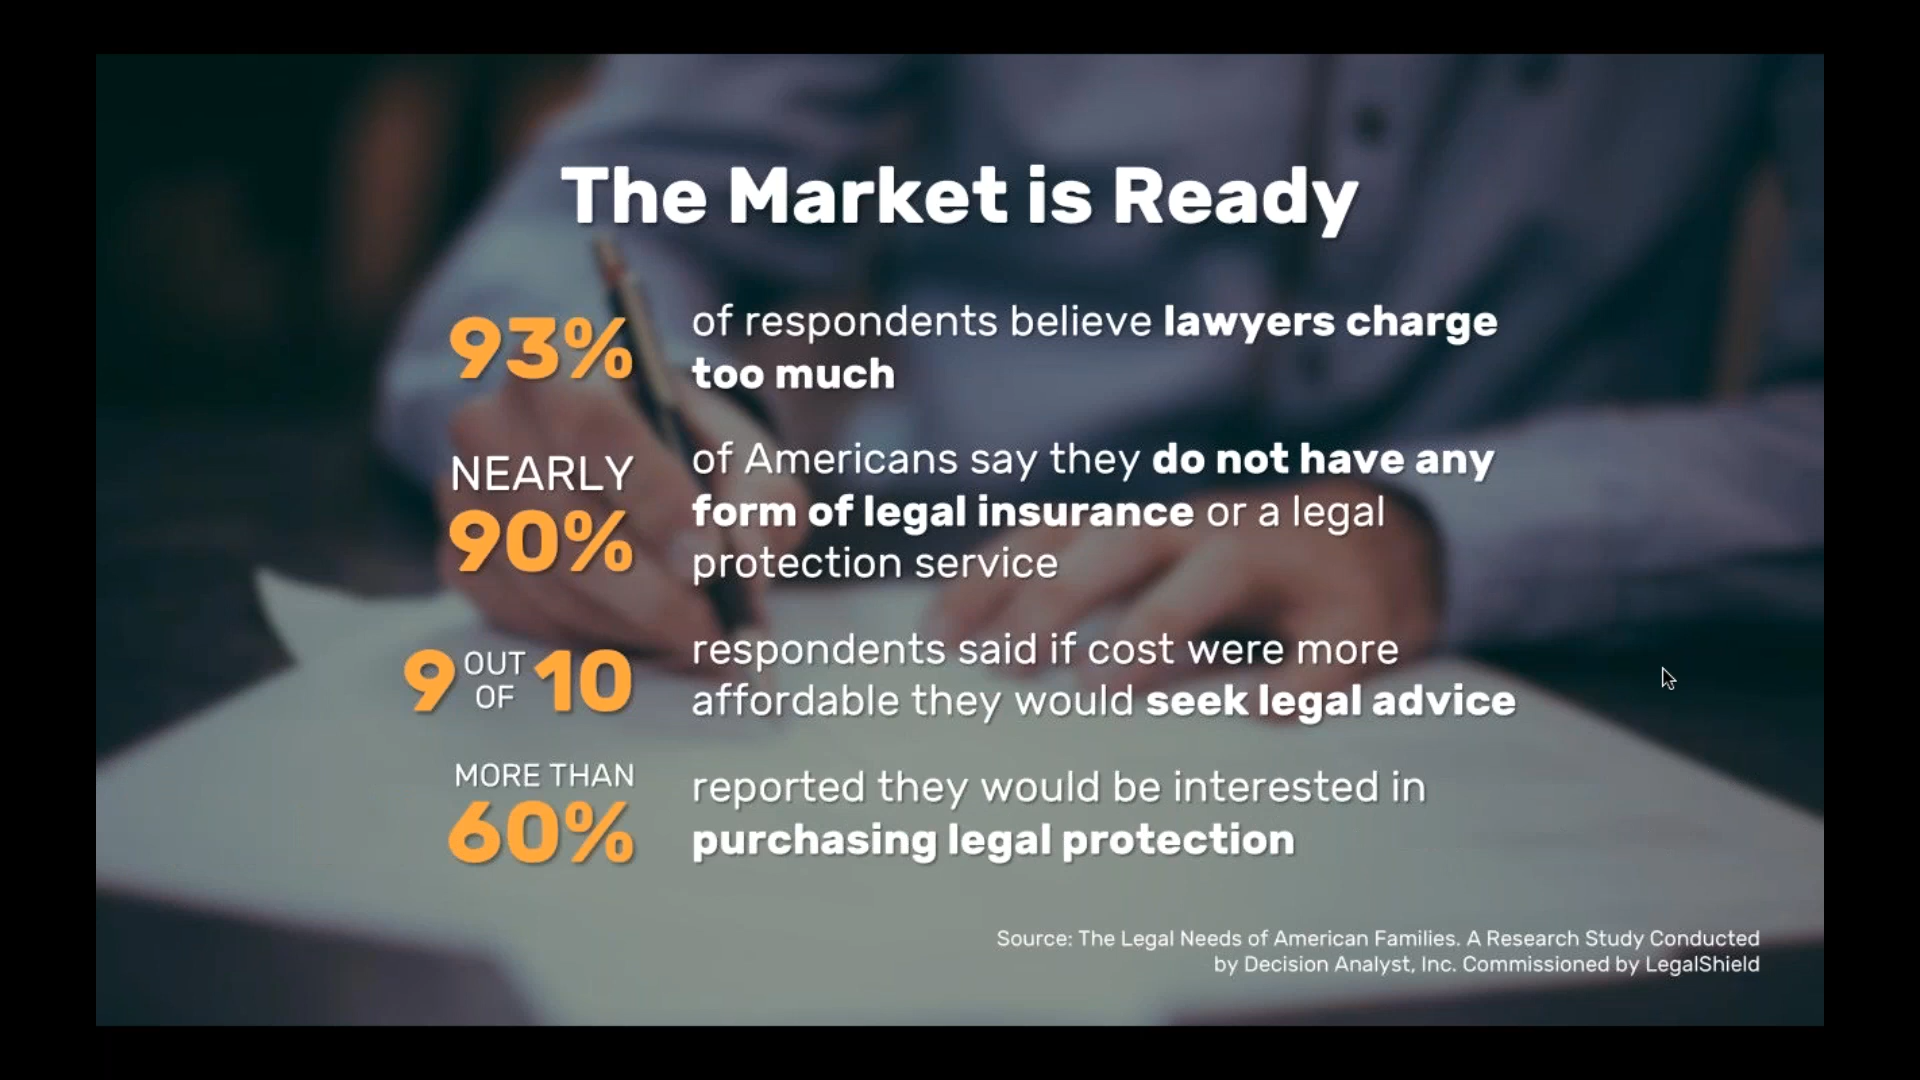 The Market is Ready
93%
of respondents believe lawyers charge
too much
NEARLY
90%
of Americans say they do not have any
form of legal insurance or a legal
protection service
9 OUT OF 10
respondents said if cost were more
affordable they would seek legal advice
MORE THAN
60%
reported they would be interested in
purchasing legal protection
Source: The Legal Needs of American Families. A Research Study Conducted
by Decision Analyst, Inc. Commissioned by LegalShield